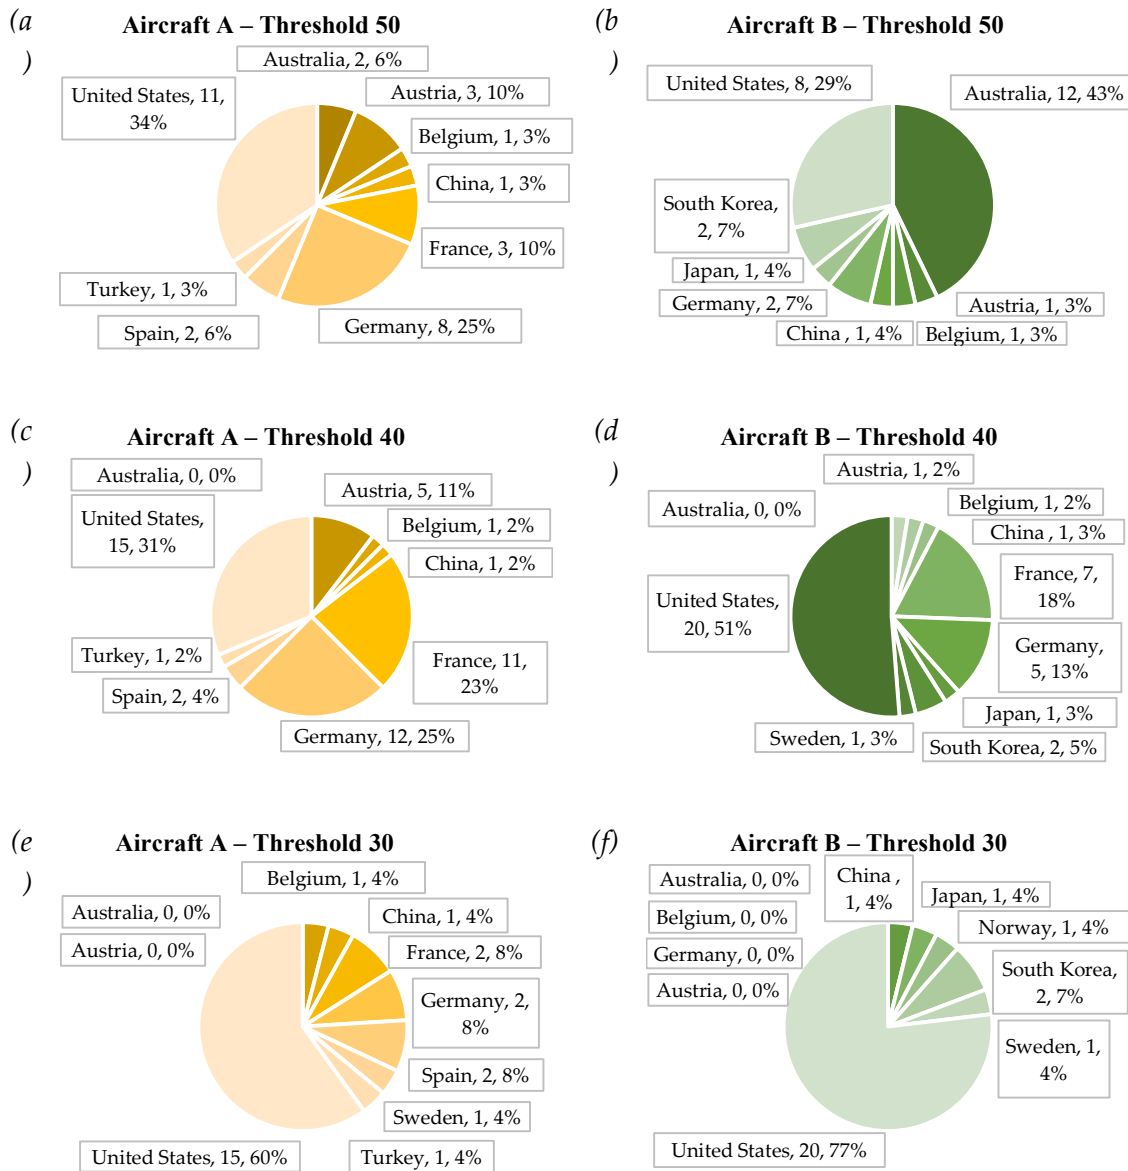 (a
)
Aircraft A – Threshold 50
Australia, 2, 6%
Austria, 3, 10%
United States, 11,
34%
Belgium, 1, 3%
China, 1, 3%
France, 3, 10%
Turkey, 1, 3%
Spain, 2, 6%
Germany, 8, 25%
(b
)
Aircraft B – Threshold 50
United States, 8, 29%
Australia, 12, 43%
South Korea,
2, 7%
Japan, 1, 4%
Germany, 2, 7%
Austria, 1, 3%
China , 1, 4%
Belgium, 1, 3%
(c
)
Aircraft A – Threshold 40
Australia, 0, 0%
Austria, 5, 11%
United States,
15, 31%
Belgium, 1, 2%
China, 1, 2%
Turkey, 1, 2%
France, 11,
23%
Spain, 2, 4%
Germany, 12, 25%
(d
)
Aircraft B – Threshold 40
Austria, 1, 2%
Australia, 0, 0%
Belgium, 1, 2%
China , 1, 3%
France, 7,
18%
United States,
20, 51%
Germany,
5, 13%
Japan, 1, 3%
Sweden, 1, 3%
South Korea, 2, 5%
(e
)
Aircraft A – Threshold 30
Belgium, 1, 4%
Australia, 0, 0%
China, 1, 4%
Austria, 0, 0%
France, 2, 8%
Germany, 2,
8%
Spain, 2, 8%
Sweden, 1, 4%
United States, 15, 60%
Turkey, 1, 4%
(f)
Aircraft B – Threshold 30
Australia, 0, 0%
China ,
1, 4%
Japan, 1, 4%
Belgium, 0, 0%
Norway, 1, 4%
Germany, 0, 0%
South Korea,
2, 7%
Austria, 0, 0%
Sweden, 1,
4%
United States, 20, 77%